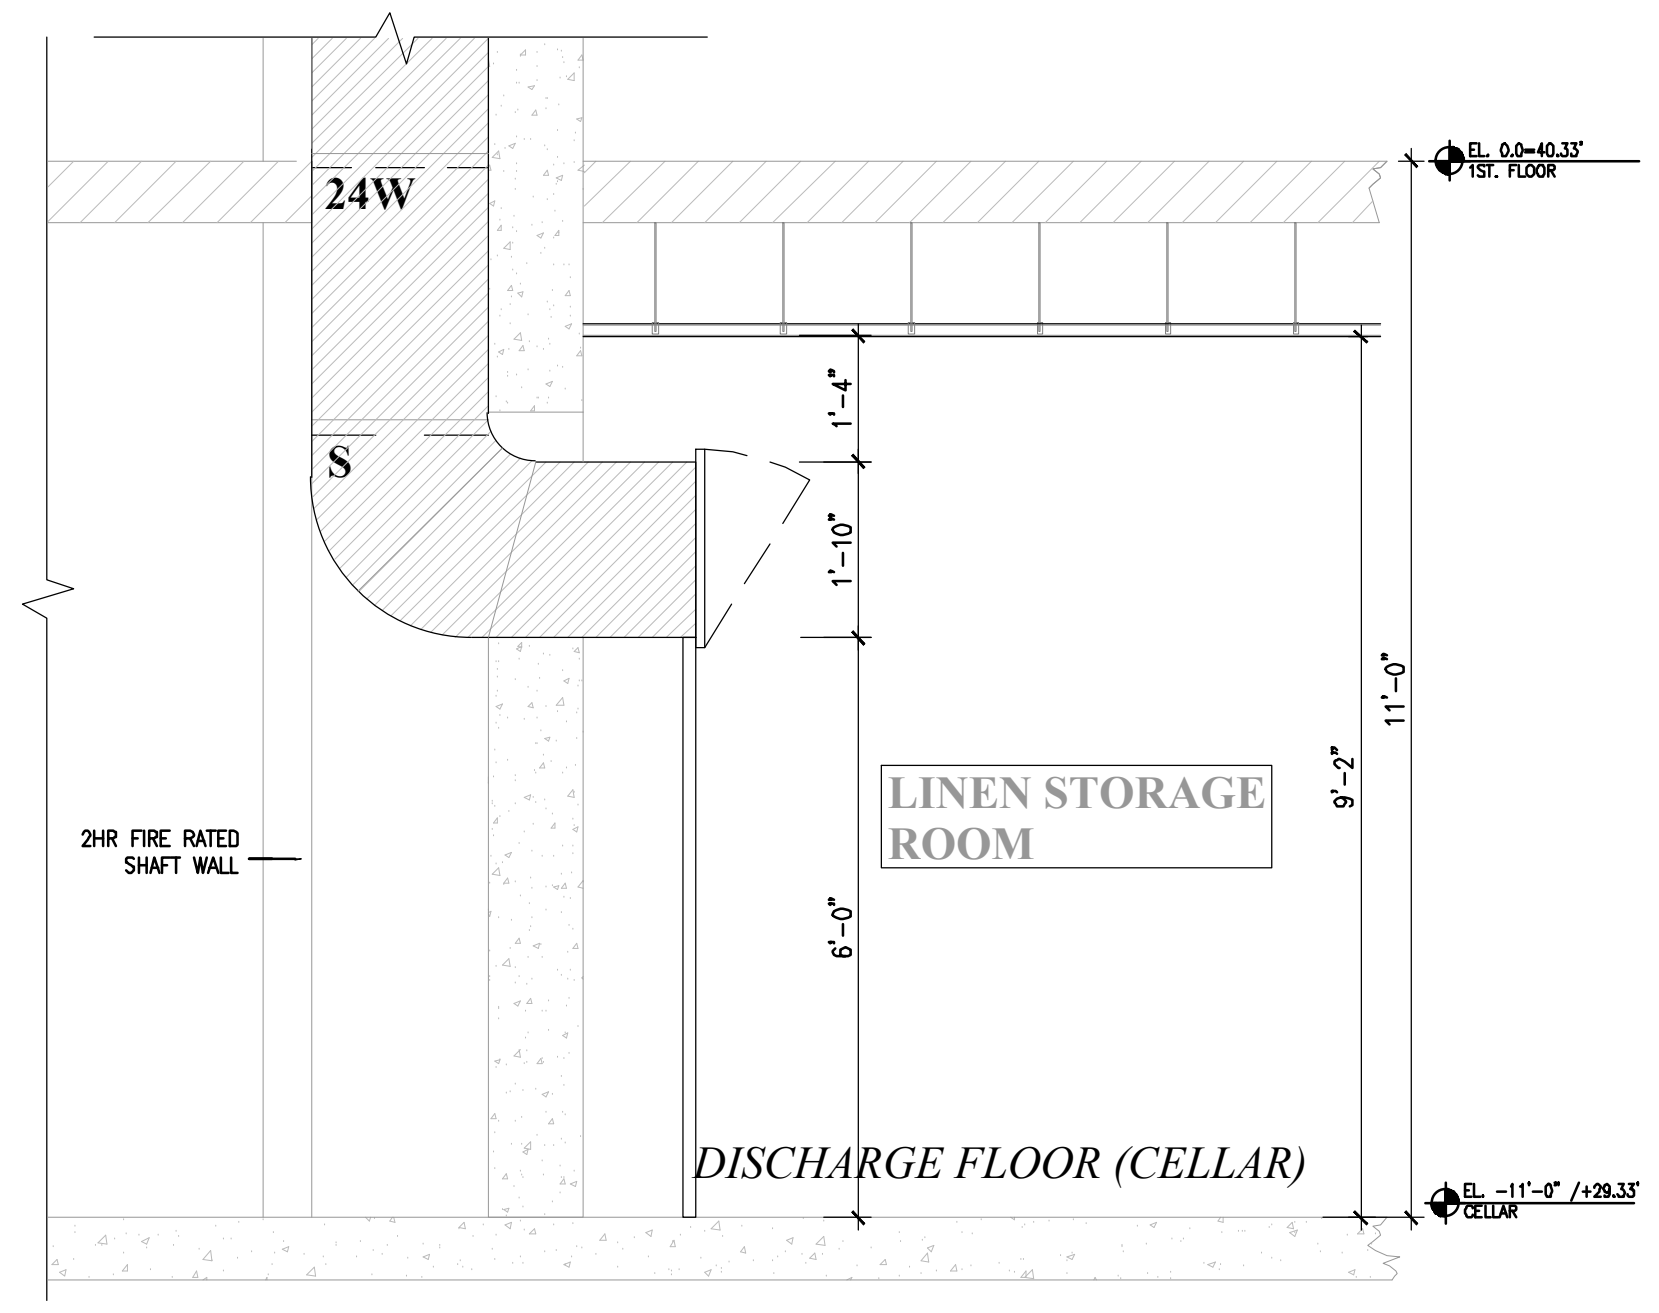 EL. 0.0=40.33'
1ST. FLOOR
24W
1'-4"
S
1'-10"
11'-0"
9'-2"
LINEN STORAGE
ROOM
2HR FIRE RATED
SHAFT WALL
6'-0"
DISCHARGE FLOOR (CELLAR)
EL. -11'-0" /+29.33'
CELLAR